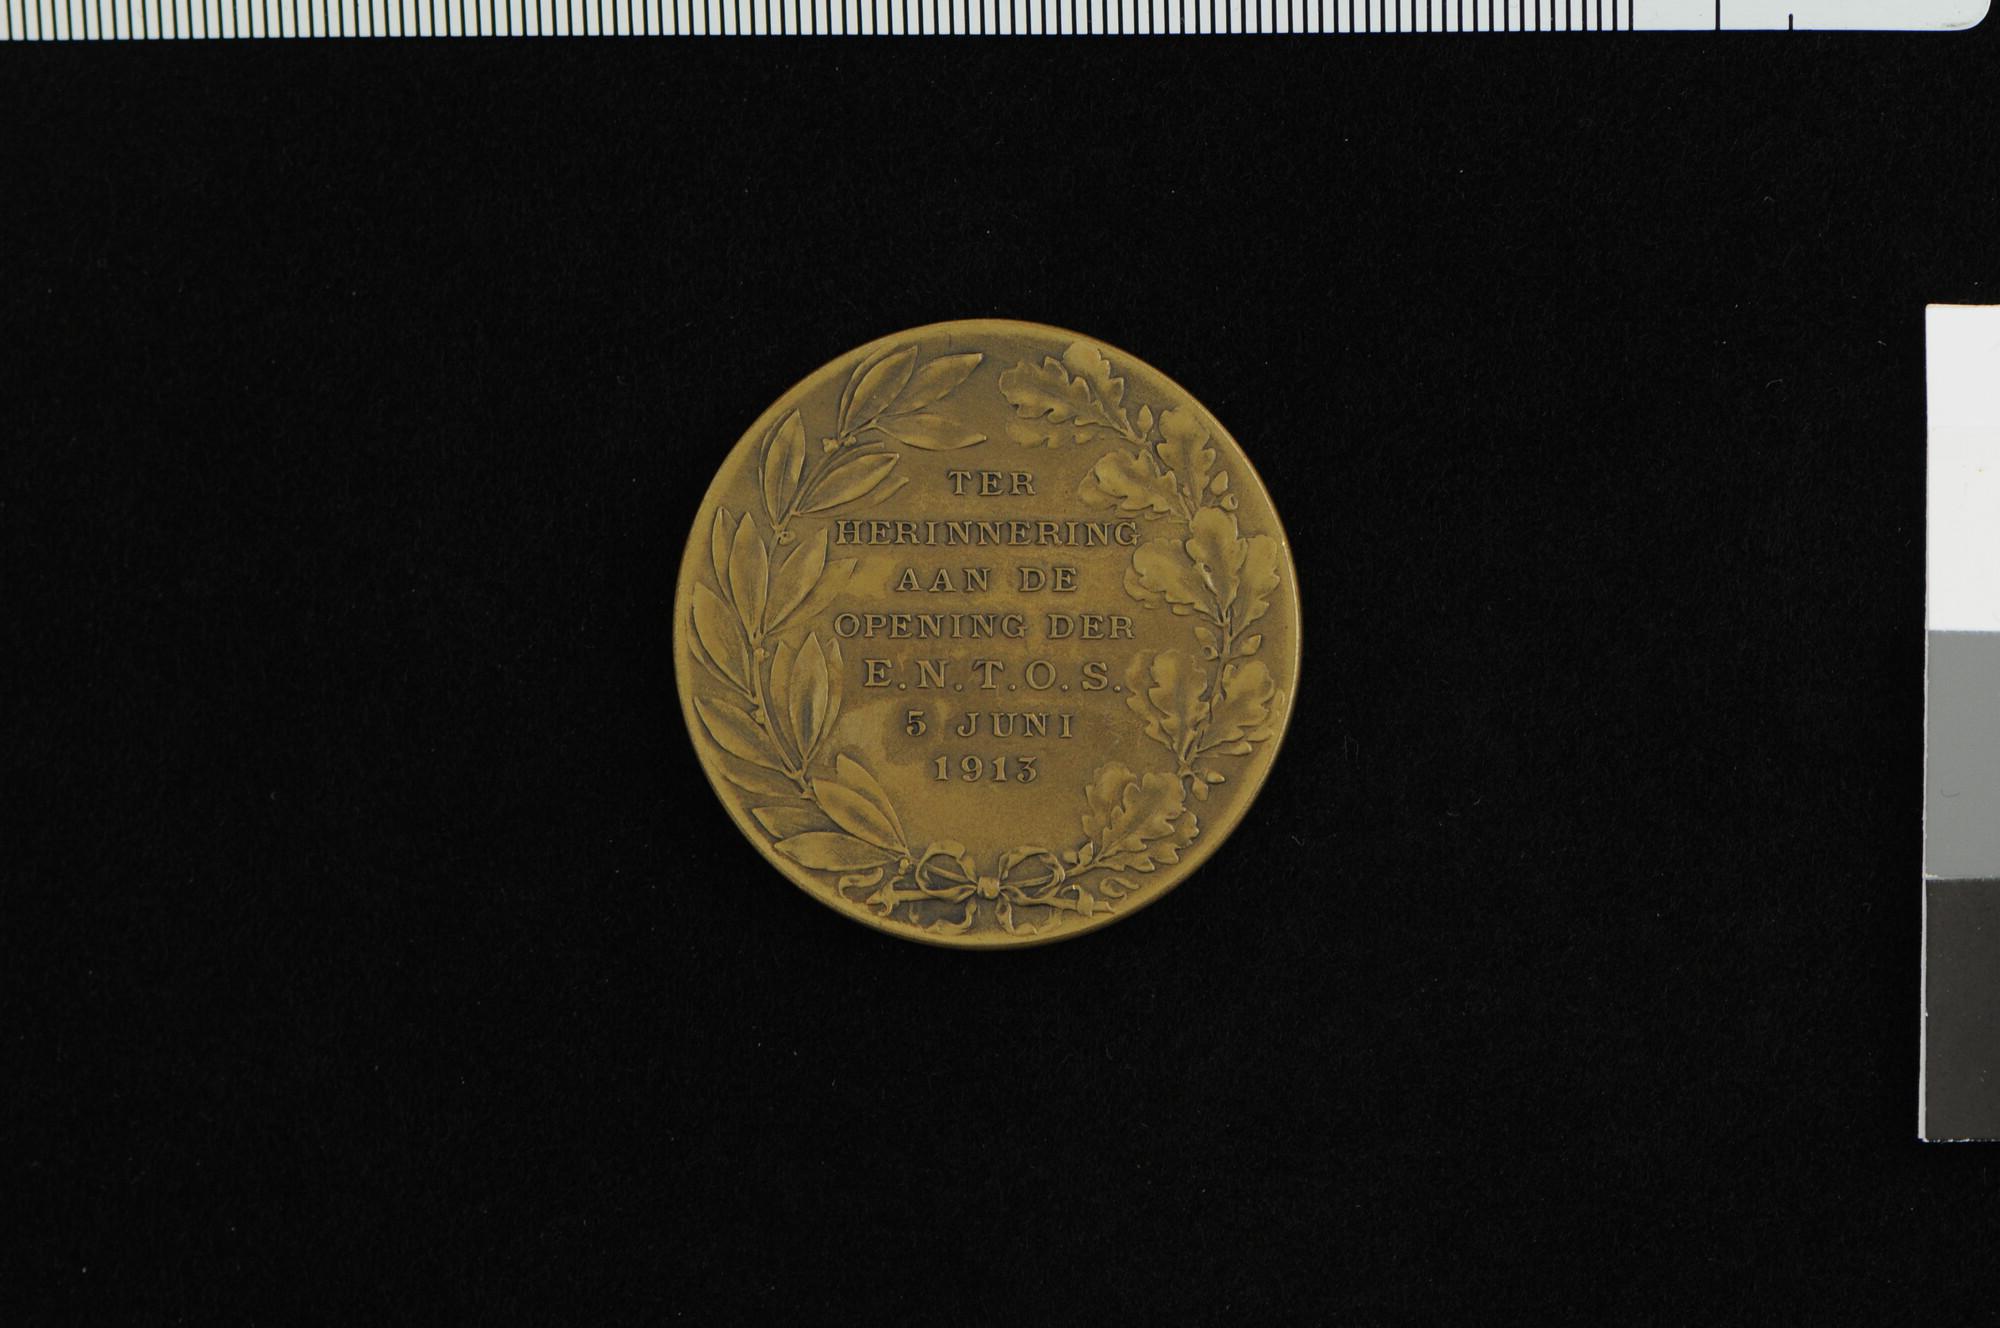 TER
HERINNERING
AAN DE
OPENING DER
E.N.T.O.S.
5 JUNI
1913